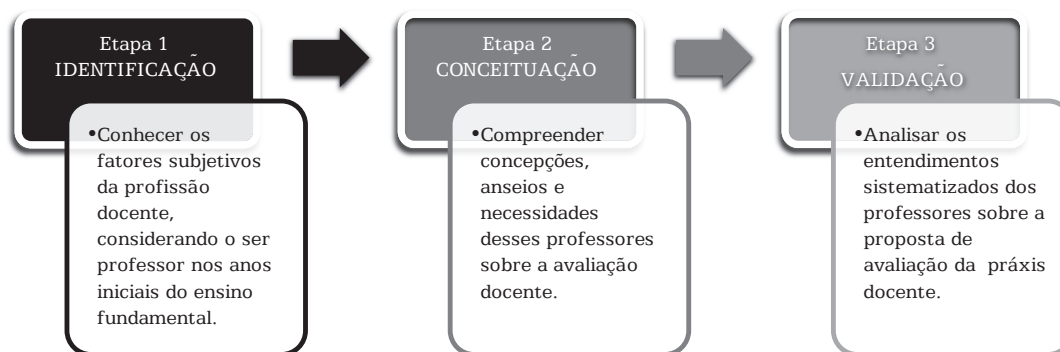 Etapa 1
IDENTIFICAÇÃO
•Conhecer os
fatores subjetivos
da profissão
docente,
considerando o ser
professor nos anos
iniciais do ensino
fundamental.
Etapa 2
CONCEITUAÇÃO
•Compreender
concepções,
anseios e
necessidades
desses professores
sobre a avaliação
docente.
Etapa 3
VALIDAÇÃO
•Analisar os
entendimentos
sistematizados dos
professores sobre a
proposta de
avaliação da práxis
docente.